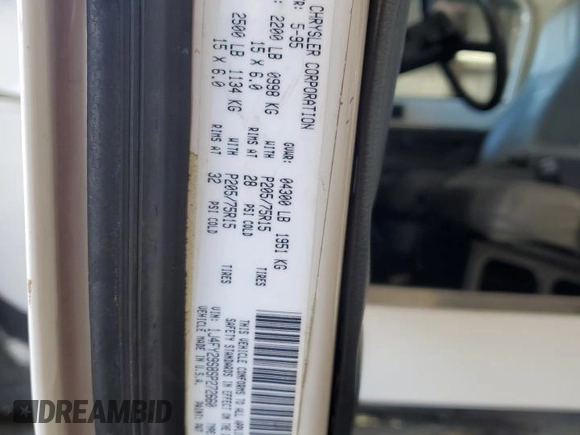 CHRYSLER CORPORATION
5-95 GVWR: 04300 LB 1951 KG
2200 LB 0998 KG WITH P205/75R15 TIRES
15 X 6.0 RIMS AT 28 PSI COLD
2500 LB 1134 KG WITH P205/75R15 TIRES
15 X 6.0 RIMS AT 32 PSI COLD
THIS VEHICLE CONFORMS TO ALL
SAFETY STANDARDS IN EFFECT ON THE
VIN:
VEHICLE MADE IN U.S.A. PAINT:
DREAMBID